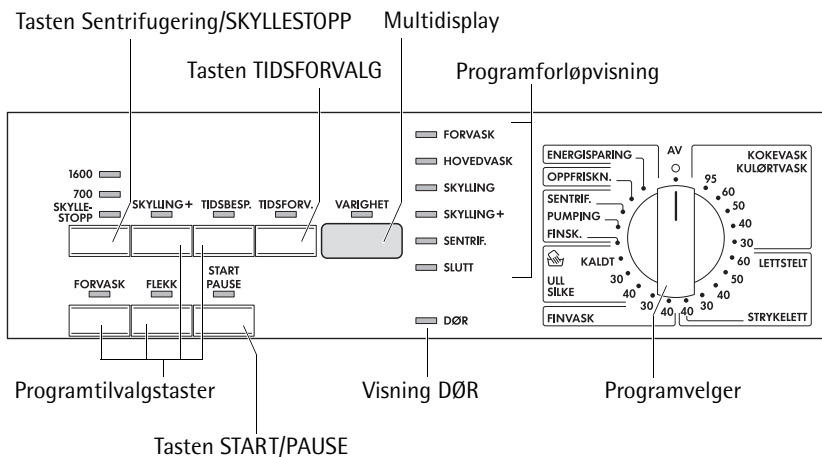 Tasten Sentrifugering/SKYLLESTOPP
Multidisplay
Tasten TIDSFORVALG
Programforløpvisning
1600
700
SKYLLE-
STOPP
SKYLLING+
TIDSBESP.
TIDSFORV.
VARIGHET
FORVASK
FLEKK
START
PAUSE
FORVASK
HOVEDVASK
SKYLLING
SKYLLING+
SENTRIF.
SLUTT
DØR
AV
ENERGISPARING
OPPFRISKN.
SENTRIF.
PUMPING
FINSK.
KALDT
ULL
SILKE
30
40
FINVASK
30
40
KOKEVASK
KULØRTVASK
95
60
50
40
30
LETTSTELT
60
50
40
STRYKELETT
40
Programtilvalgstaster
Visning DØR
Programvelger
Tasten START/PAUSE